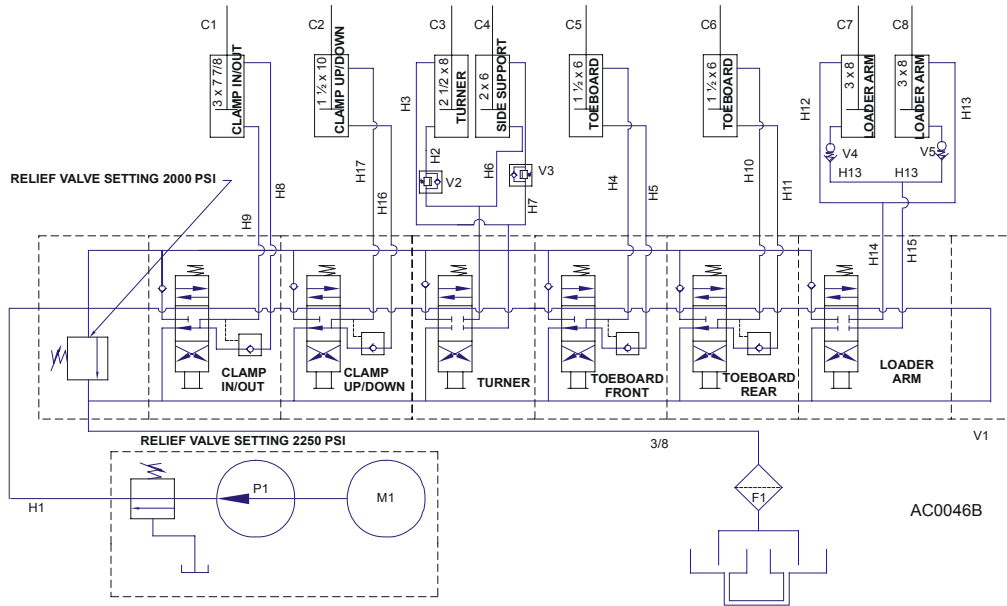 C1
C2
C3
C4
C5
C6
C7
C8
3 x 7 7/8
CLAMP IN/OUT
1 ½ x 10
CLAMP UP/DOWN
2 1/2 x 8
TURNER
2 x 6
SIDE SUPPORT
1 ½ x 6
TOEBOARD
1 ½ x 6
TOEBOARD
3 x 8
LOADER ARM
3 x 8
LOADER ARM
H3
H12
H13
H2
V4
V5
H17
H6
V3
RELIEF VALVE SETTING 2000 PSI
H8
V2
H4
H10
H13
H13
H9
H16
H7
H5
H11
H14
H15
CLAMP
IN/OUT
CLAMP
UP/DOWN
TURNER
TOEBOARD
FRONT
TOEBOARD
REAR
LOADER
ARM
RELIEF VALVE SETTING 2250 PSI
3/8
V1
P1
M1
F1
H1
AC0046B